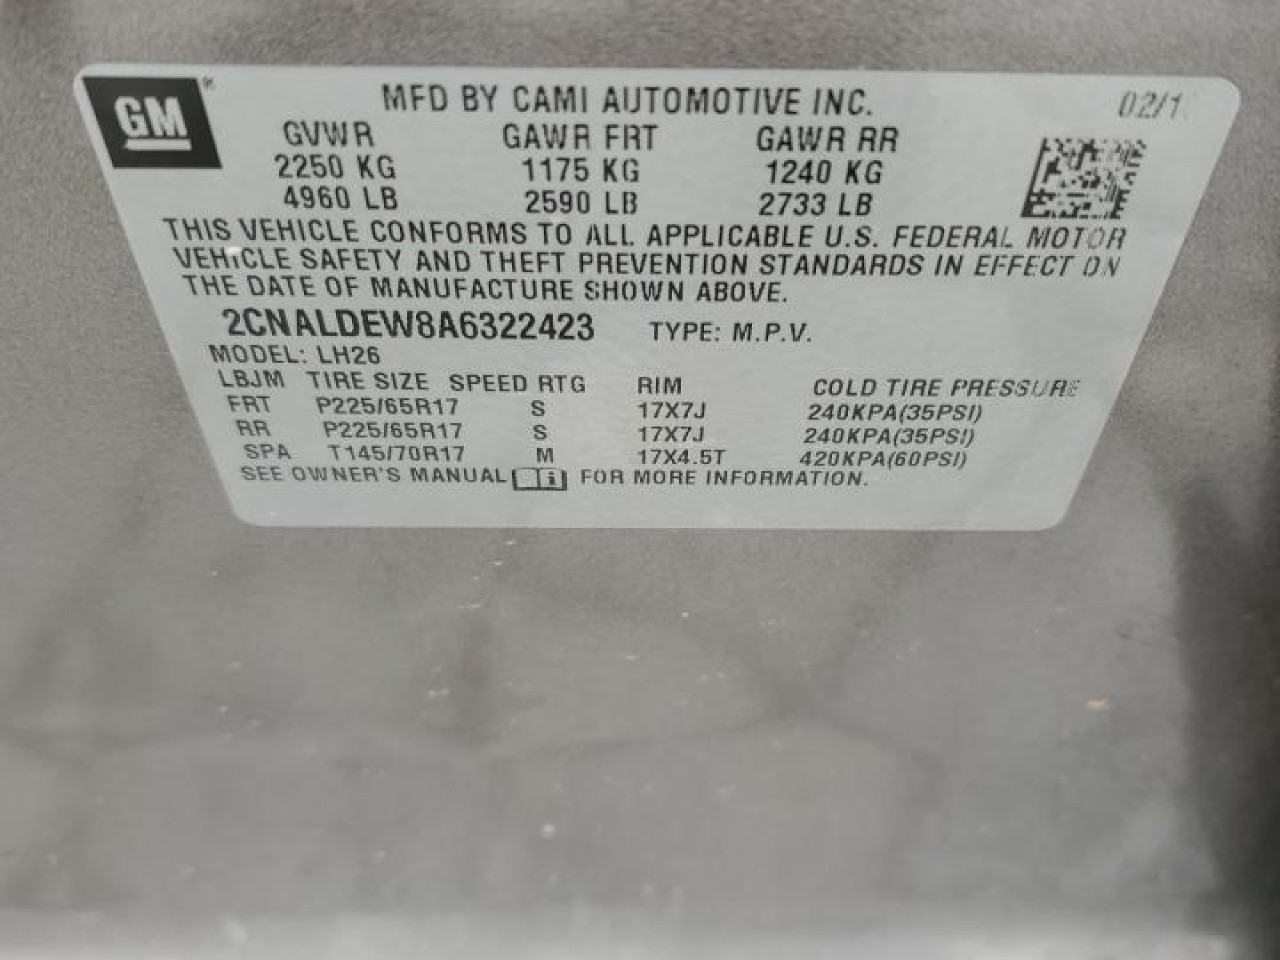 GM® MFD BY CAMI AUTOMOTIVE INC.
GVWR GAWR FRT GAWR RR
2250 KG 1175 KG 1240 KG
4960 LB 2590 LB 2733 LB
THIS VEHICLE CONFORMS TO ALL APPLICABLE U.S. FEDERAL MOTOR
VEHICLE SAFETY AND THEFT PREVENTION STANDARDS IN EFFECT ON
THE DATE OF MANUFACTURE SHOWN ABOVE.
2CNALDEW8A6322423 TYPE: M.P.V.
MODEL: LH26
LBJM TIRE SIZE SPEED RTG RIM COLD TIRE PRESSURE
FRT P225/65R17 S 17X7J 240KPA(35PSI)
RR P225/65R17 S 17X7J 240KPA(35PSI)
SPA T145/70R17 M 17X4.5T 420KPA(60PSI)
SEE OWNER'S MANUAL FOR MORE INFORMATION.